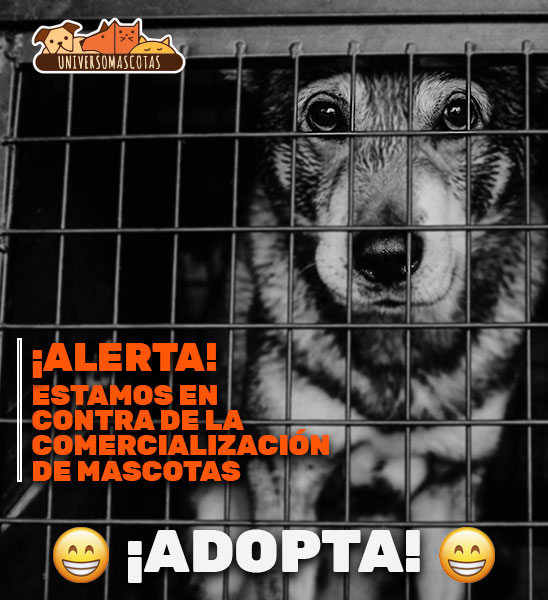 UNIVERSOMASCOTAS
¡ALERTA!
ESTAMOS EN
CONTRA DE LA
COMERCIALIZACIÓN
DE MASCOTAS
¡ADOPTA!